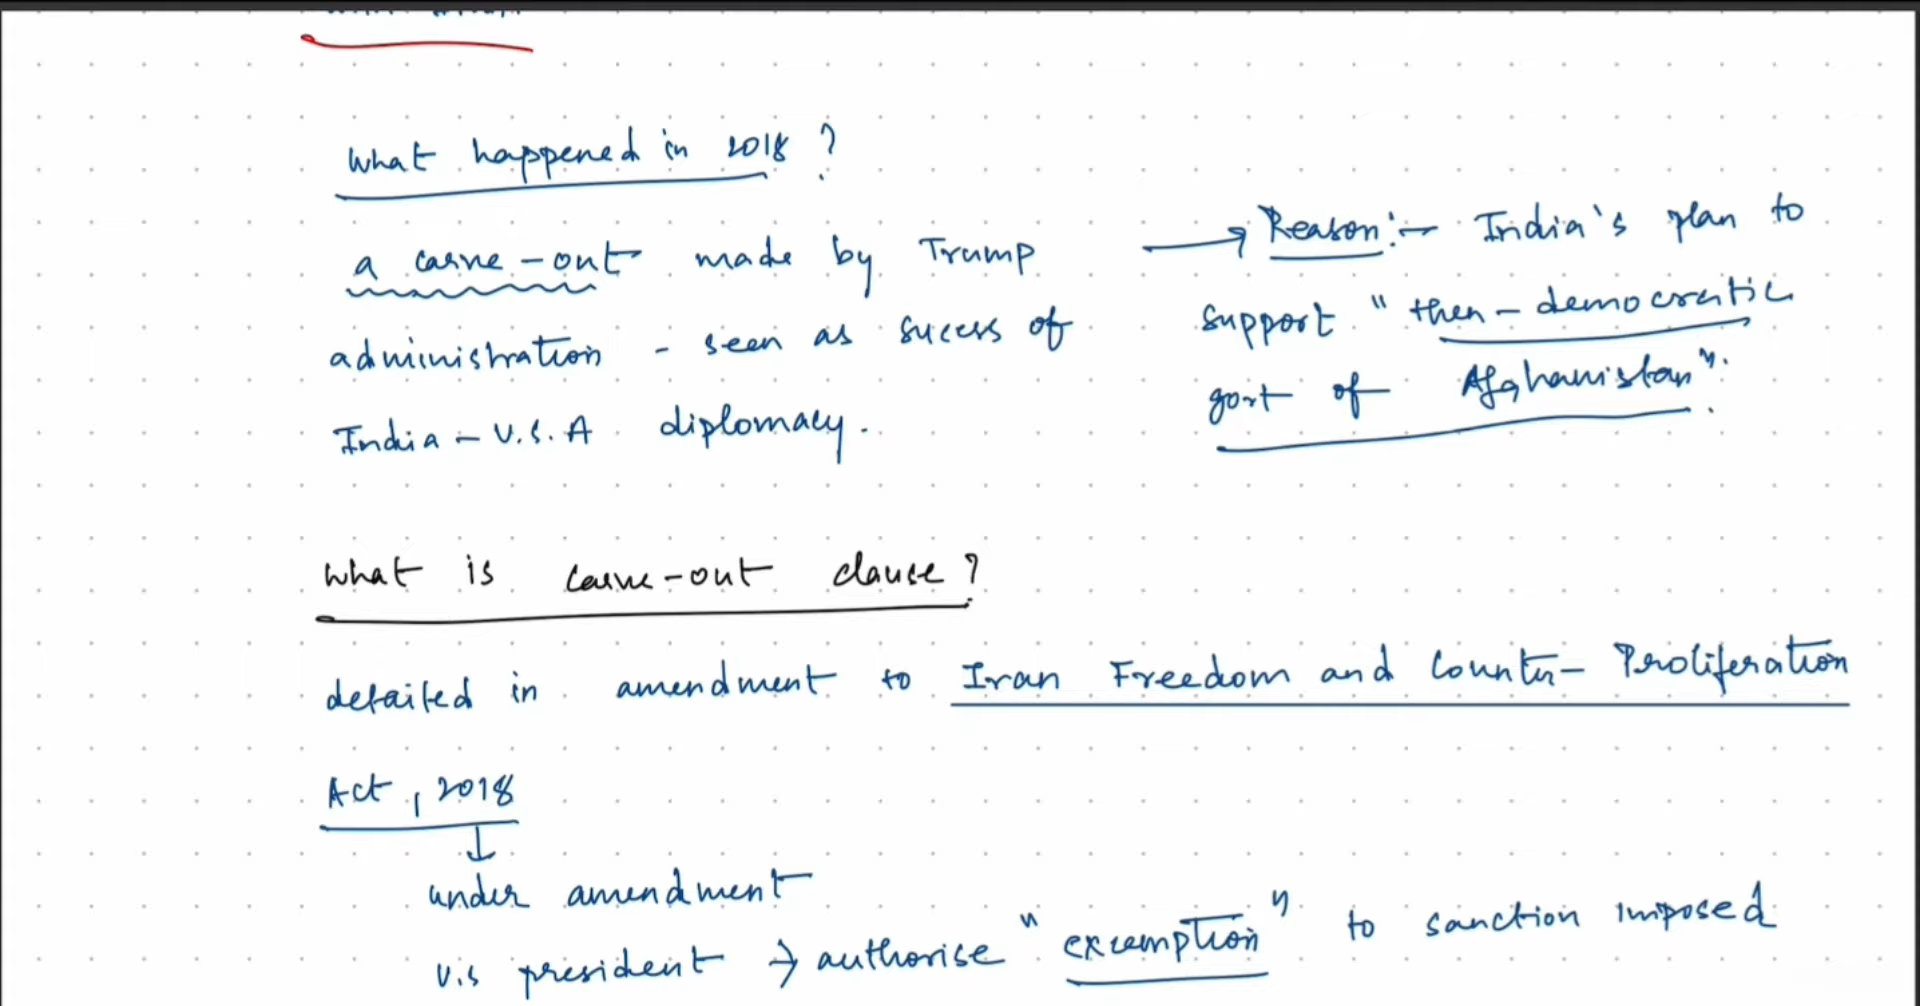 What happened in 2018 ?
a carve-out made by Trump
administration - seen as sucess of
India - U.S.A diplomacy.
→ Reason:- India's plan to
support "then - democratic
govt of Afghanistan".
What is carve-out clause ?
detailed in amendment to Iran Freedom and Counter- Proliferation
Act, 2018
↓
under amendment
U.S president → authorise "excemption" to sanction imposed